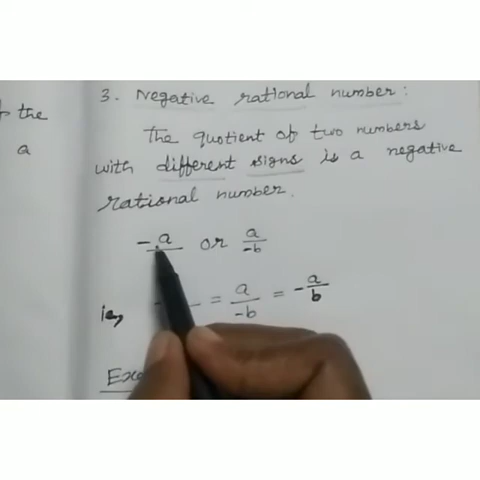 the
a
3. Negative rational number:
The quotient of two numbers
with different signs is a negative
rational number.
-a or a/-b
ie, = a/-b = -a/b